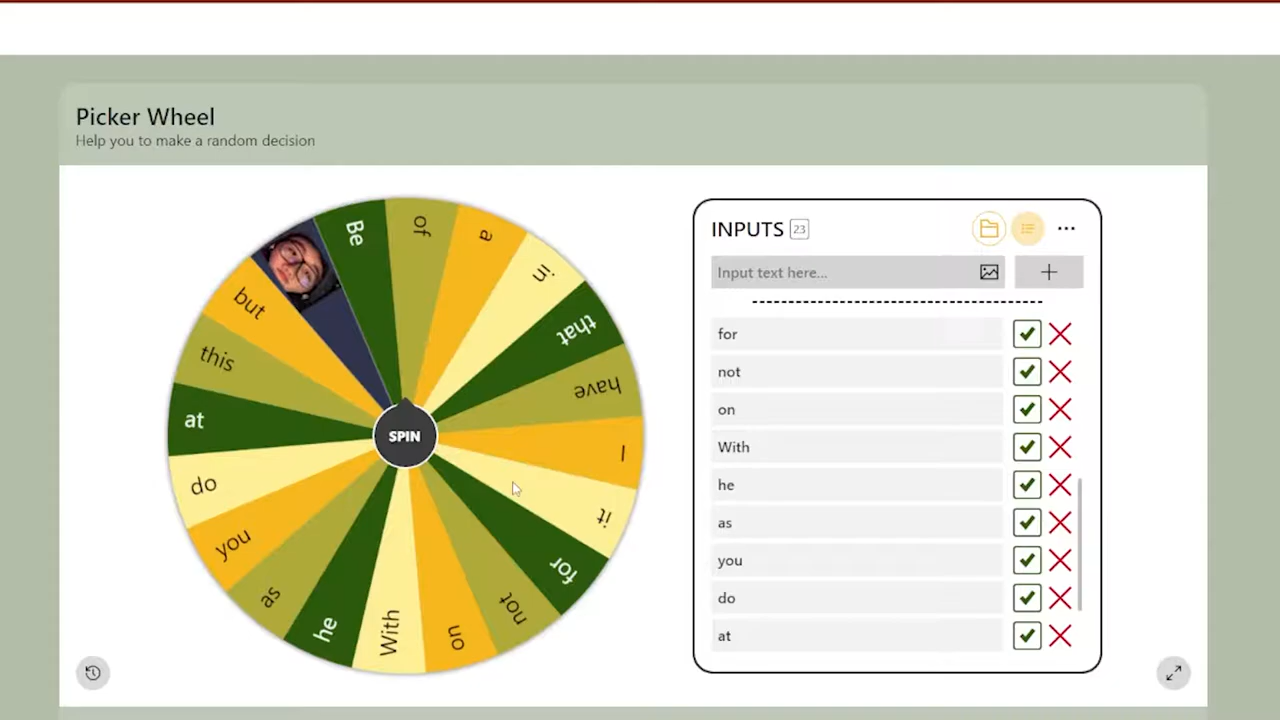 Picker Wheel
Help you to make a random decision
Be
of
a
in
that
have
I
it
for
not
on
With
he
as
you
do
at
this
but
SPIN
INPUTS 23
Input text here...
for
not
on
With
he
as
you
do
at